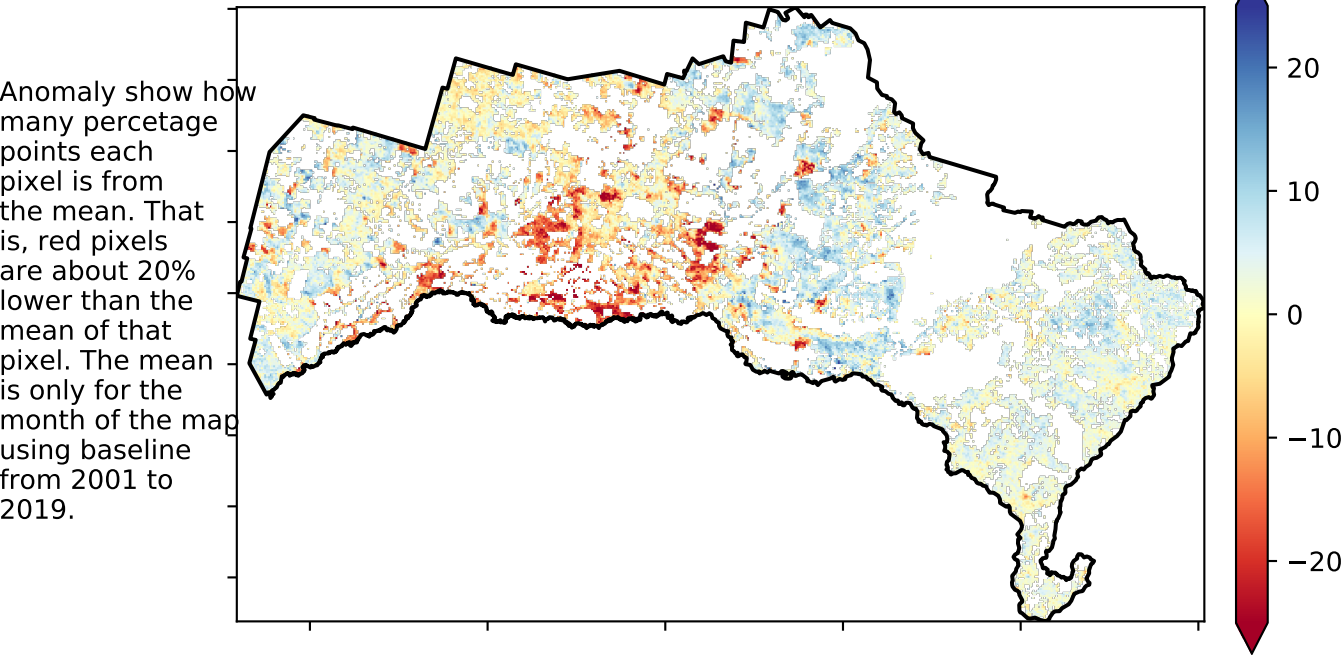 Anomaly show how
many percetage
points each
pixel is from
the mean. That
is, red pixels
are about 20%
lower than the
mean of that
pixel. The mean
is only for the
month of the map
using baseline
from 2001 to
2019.
20
10
0
−10
−20